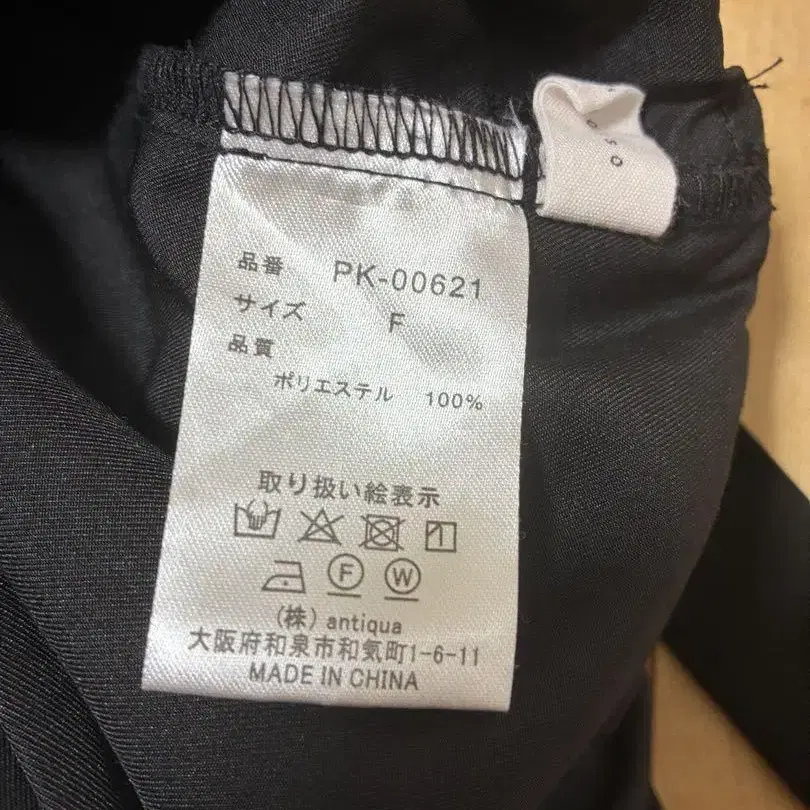 品番 PK-00621
サイズ F
品質
ポリエステル 100%
取り扱い絵表示
F W
(株) antiqua
大阪府和泉市和気町1-6-11
MADE IN CHINA